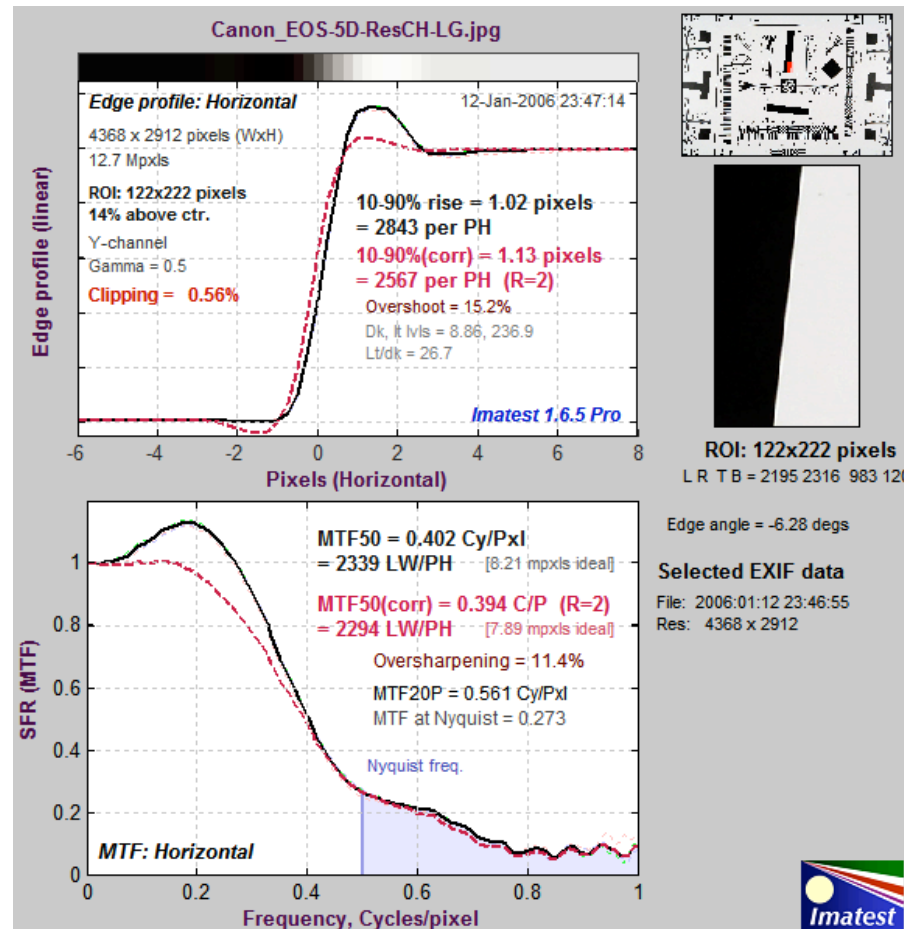 Canon_EOS-5D-ResCH-LG.jpg
Edge profile: Horizontal
12-Jan-2006 23:47:14
4368 x 2912 pixels (WxH)
12.7 Mpxls
ROI: 122x222 pixels
14% above ctr.
Y-channel
Gamma = 0.5
Clipping = 0.56%
10-90% rise = 1.02 pixels
= 2843 per PH
10-90%(corr) = 1.13 pixels
= 2567 per PH (R=2)
Overshoot = 15.2%
Dk, lt lvls = 8.86, 236.9
Lt/dk = 26.7
Imatest 1.6.5 Pro
Edge profile (linear)
-6 -4 -2 0 2 4 6 8
Pixels (Horizontal)
ROI: 122x222 pixels
L R T B = 2195 2316 983 120
Edge angle = -6.28 degs
Selected EXIF data
File: 2006:01:12 23:46:55
Res: 4368 x 2912
MTF50 = 0.402 Cy/Pxl
= 2339 LW/PH [8.21 mpxls ideal]
MTF50(corr) = 0.394 C/P (R=2)
= 2294 LW/PH [7.89 mpxls ideal]
Oversharpening = 11.4%
MTF20P = 0.561 Cy/Pxl
MTF at Nyquist = 0.273
Nyquist freq.
MTF: Horizontal
SFR (MTF)
1
0.8
0.6
0.4
0.2
0
0 0.2 0.4 0.6 0.8 1
Frequency, Cycles/pixel
Imatest